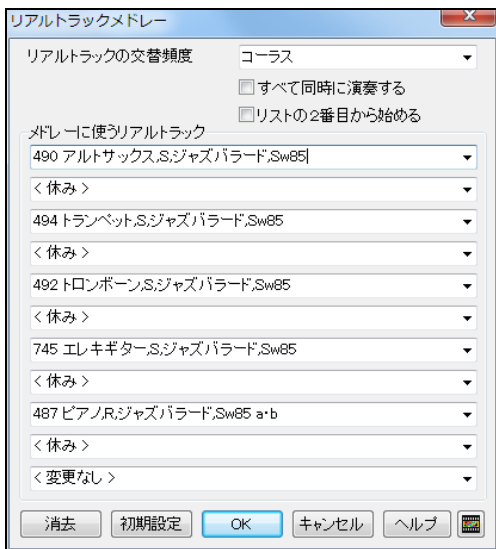 リアルトラックメドレー
リアルトラックの交替頻度 コーラス
すべて同時に演奏する
リストの2番目から始める
メドレーに使うリアルトラック
490 アルトサックス,S,ジャズバラード,Sw85
< 休み >
494 トランペット,S,ジャズバラード,Sw85
< 休み >
492 トロンボーン,S,ジャズバラード,Sw85
< 休み >
745 エレキギター,S,ジャズバラード,Sw85
< 休み >
487 ピアノ,R,ジャズバラード,Sw85 a・b
< 休み >
< 変更なし >
消去 初期設定 OK キャンセル ヘルプ